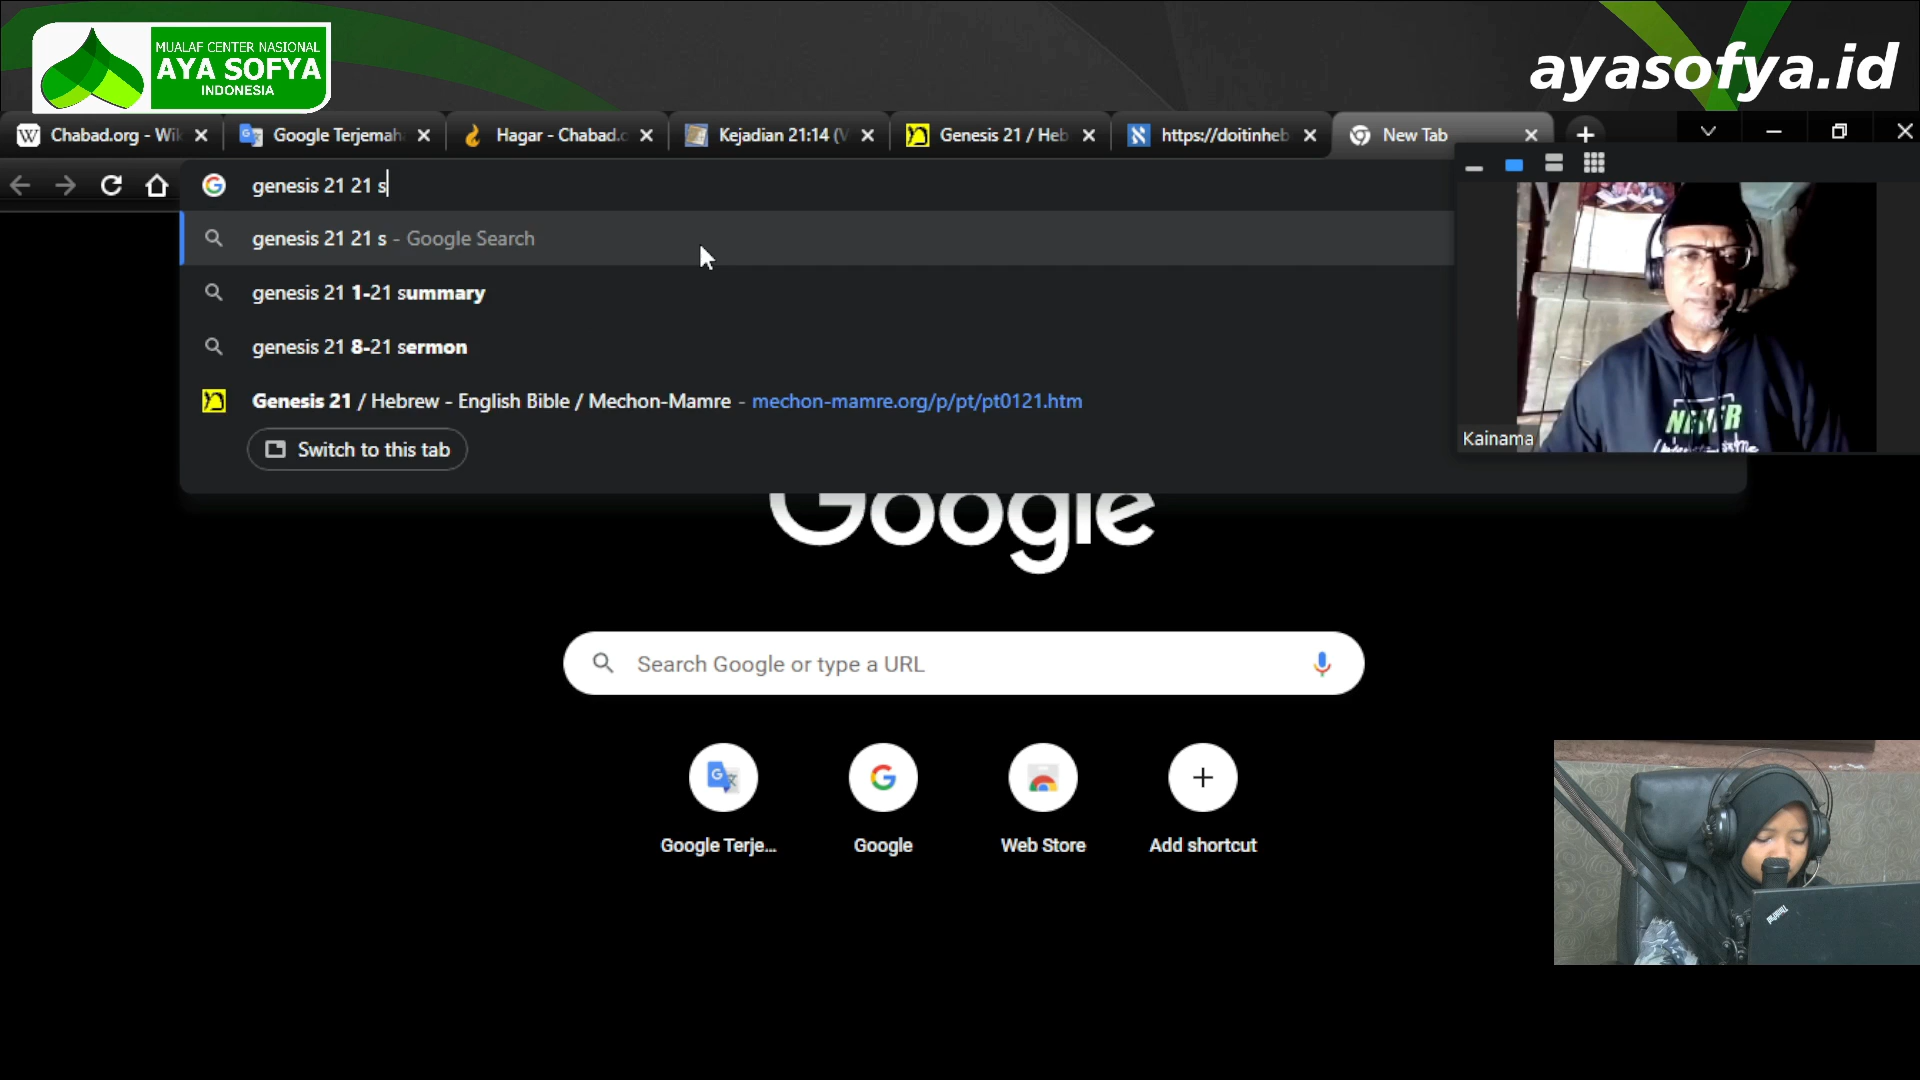 MUALAF CENTER NASIONAL
AYA SOFYA
INDONESIA
ayasofya.id
Chabad.org - Wik
Google Terjemah
Hagar - Chabad.c
Kejadian 21:14 (V
Genesis 21 / Heb
https://doitinheb
New Tab
genesis 21 21 s
genesis 21 21 s - Google Search
genesis 21 1-21 summary
genesis 21 8-21 sermon
Genesis 21 / Hebrew - English Bible / Mechon-Mamre - mechon-mamre.org/p/pt/pt0121.htm
Switch to this tab
NEVER
Kainama
Google
Search Google or type a URL
Google Terje...
Google
Web Store
Add shortcut
ThinkPad